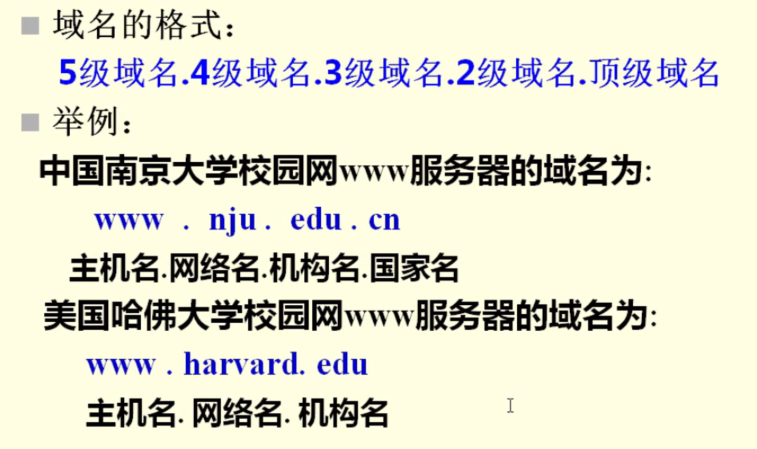 域名的格式：
5级域名.4级域名.3级域名.2级域名.顶级域名
举例：
中国南京大学校园网www服务器的域名为:
www . nju . edu . cn
主机名.网络名.机构名.国家名
美国哈佛大学校园网www服务器的域名为:
www . harvard. edu
主机名. 网络名. 机构名